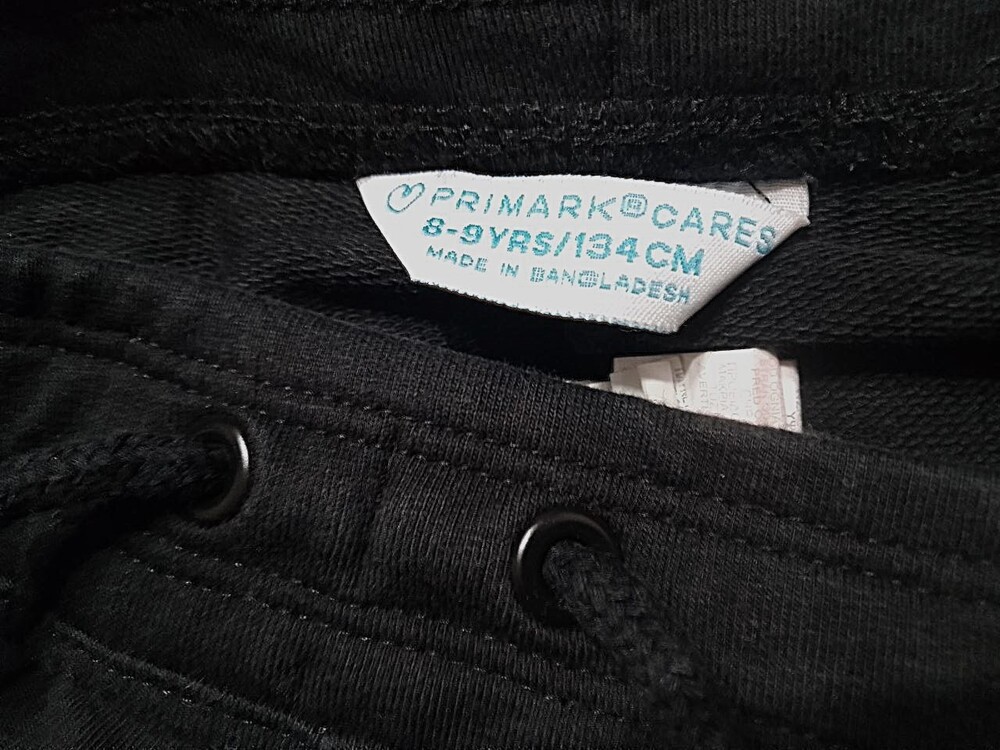 PRIMARK® CARES
8-9YRS/134CM
MADE IN BANGLADESH